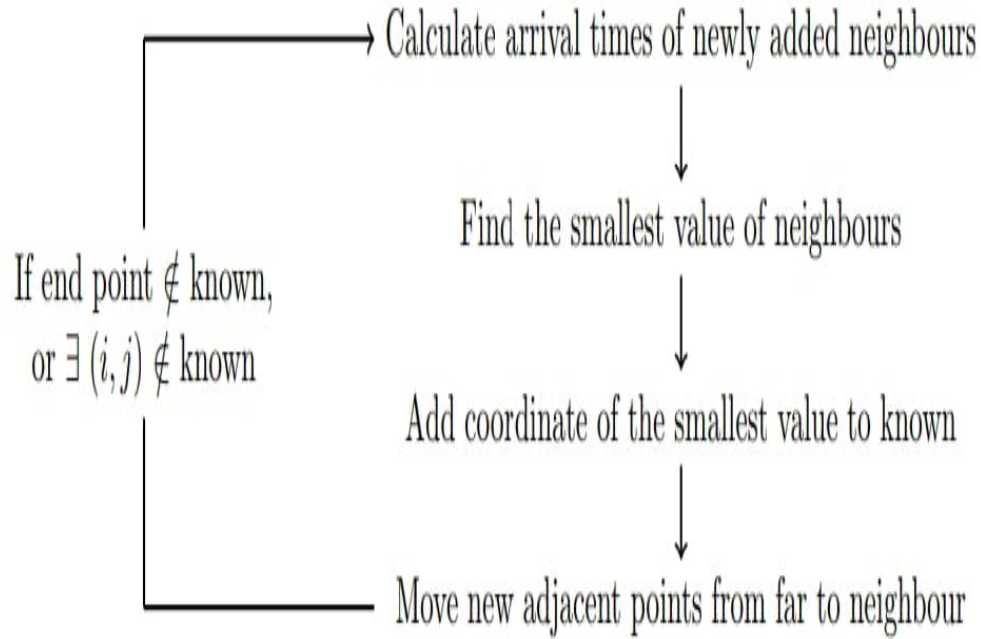 Calculate arrival times of newly added neighbours
Find the smallest value of neighbours
If end point ∉ known,
or ∃ (i, j) ∉ known
Add coordinate of the smallest value to known
Move new adjacent points from far to neighbour